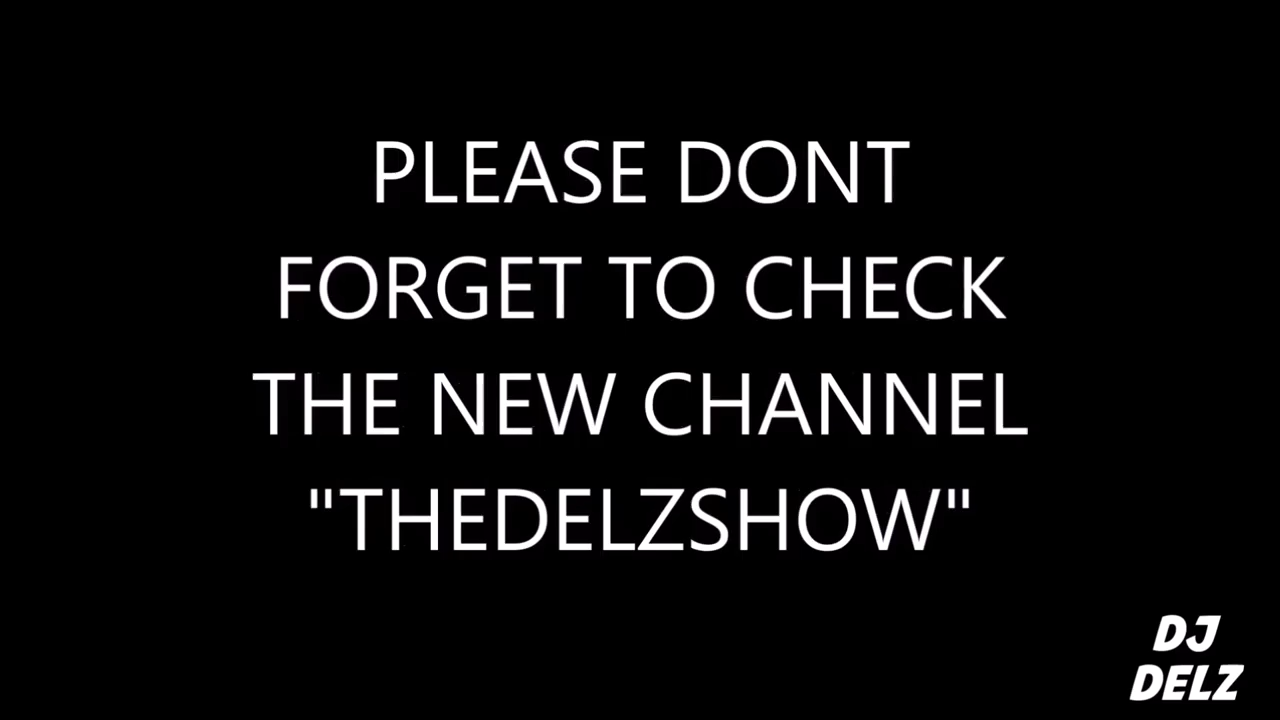 PLEASE DONT
FORGET TO CHECK
THE NEW CHANNEL
"THEDELZSHOW"
DJ
DELZ